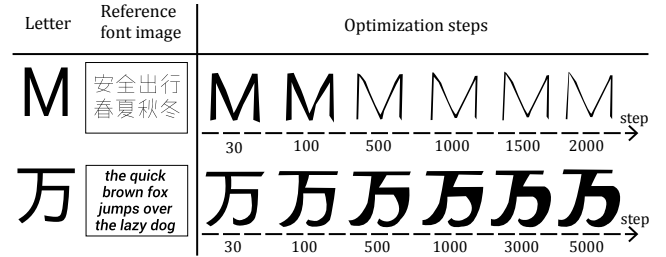 Letter
Reference
font image
Optimization steps
M
安全出行
春夏秋冬
M M M M M M
step
30 100 500 1000 1500 2000
万
the quick
brown fox
jumps over
the lazy dog
万 万 万 万 万 万
step
30 100 500 1000 3000 5000